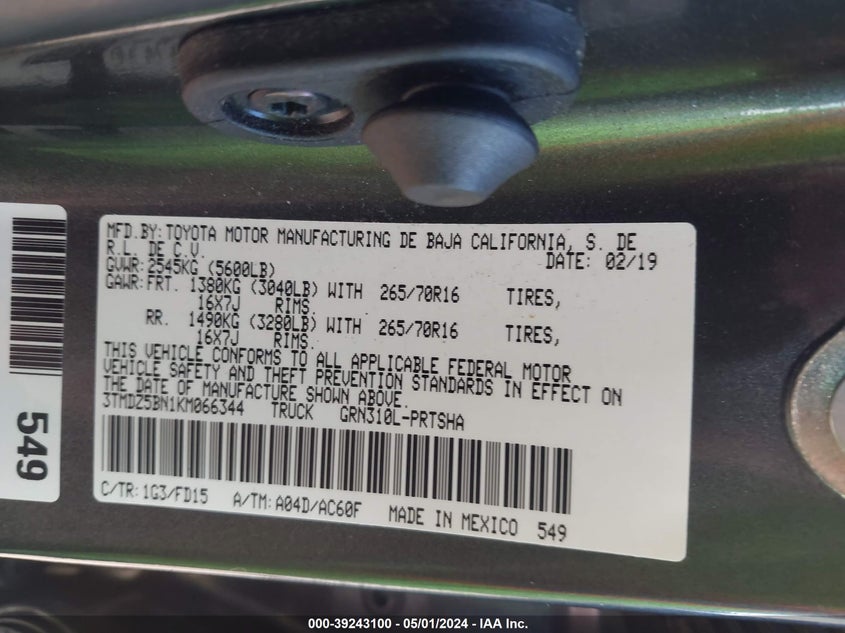 MFD.BY:TOYOTA MOTOR MANUFACTURING DE BAJA CALIFORNIA, S. DE
R.L. DE C.V.
DATE: 02/19
GVWR:2545KG (5600LB)
GAWR:FRT. 1380KG (3040LB) WITH 265/70R16 TIRES,
16X7J RIMS.
RR. 1490KG (3280LB) WITH 265/70R16 TIRES,
16X7J RIMS.
THIS VEHICLE CONFORMS TO ALL APPLICABLE FEDERAL MOTOR
VEHICLE SAFETY AND THEFT PREVENTION STANDARDS IN EFFECT ON
THE DATE OF MANUFACTURE SHOWN ABOVE.
3TMDZ5BN1KM066344 TRUCK GRN310L-PRTSHA
C/TR:1G3/FD15 A/TM:A04D/AC60F MADE IN MEXICO 549
549
000-39243100 - 05/01/2024 - IAA Inc.